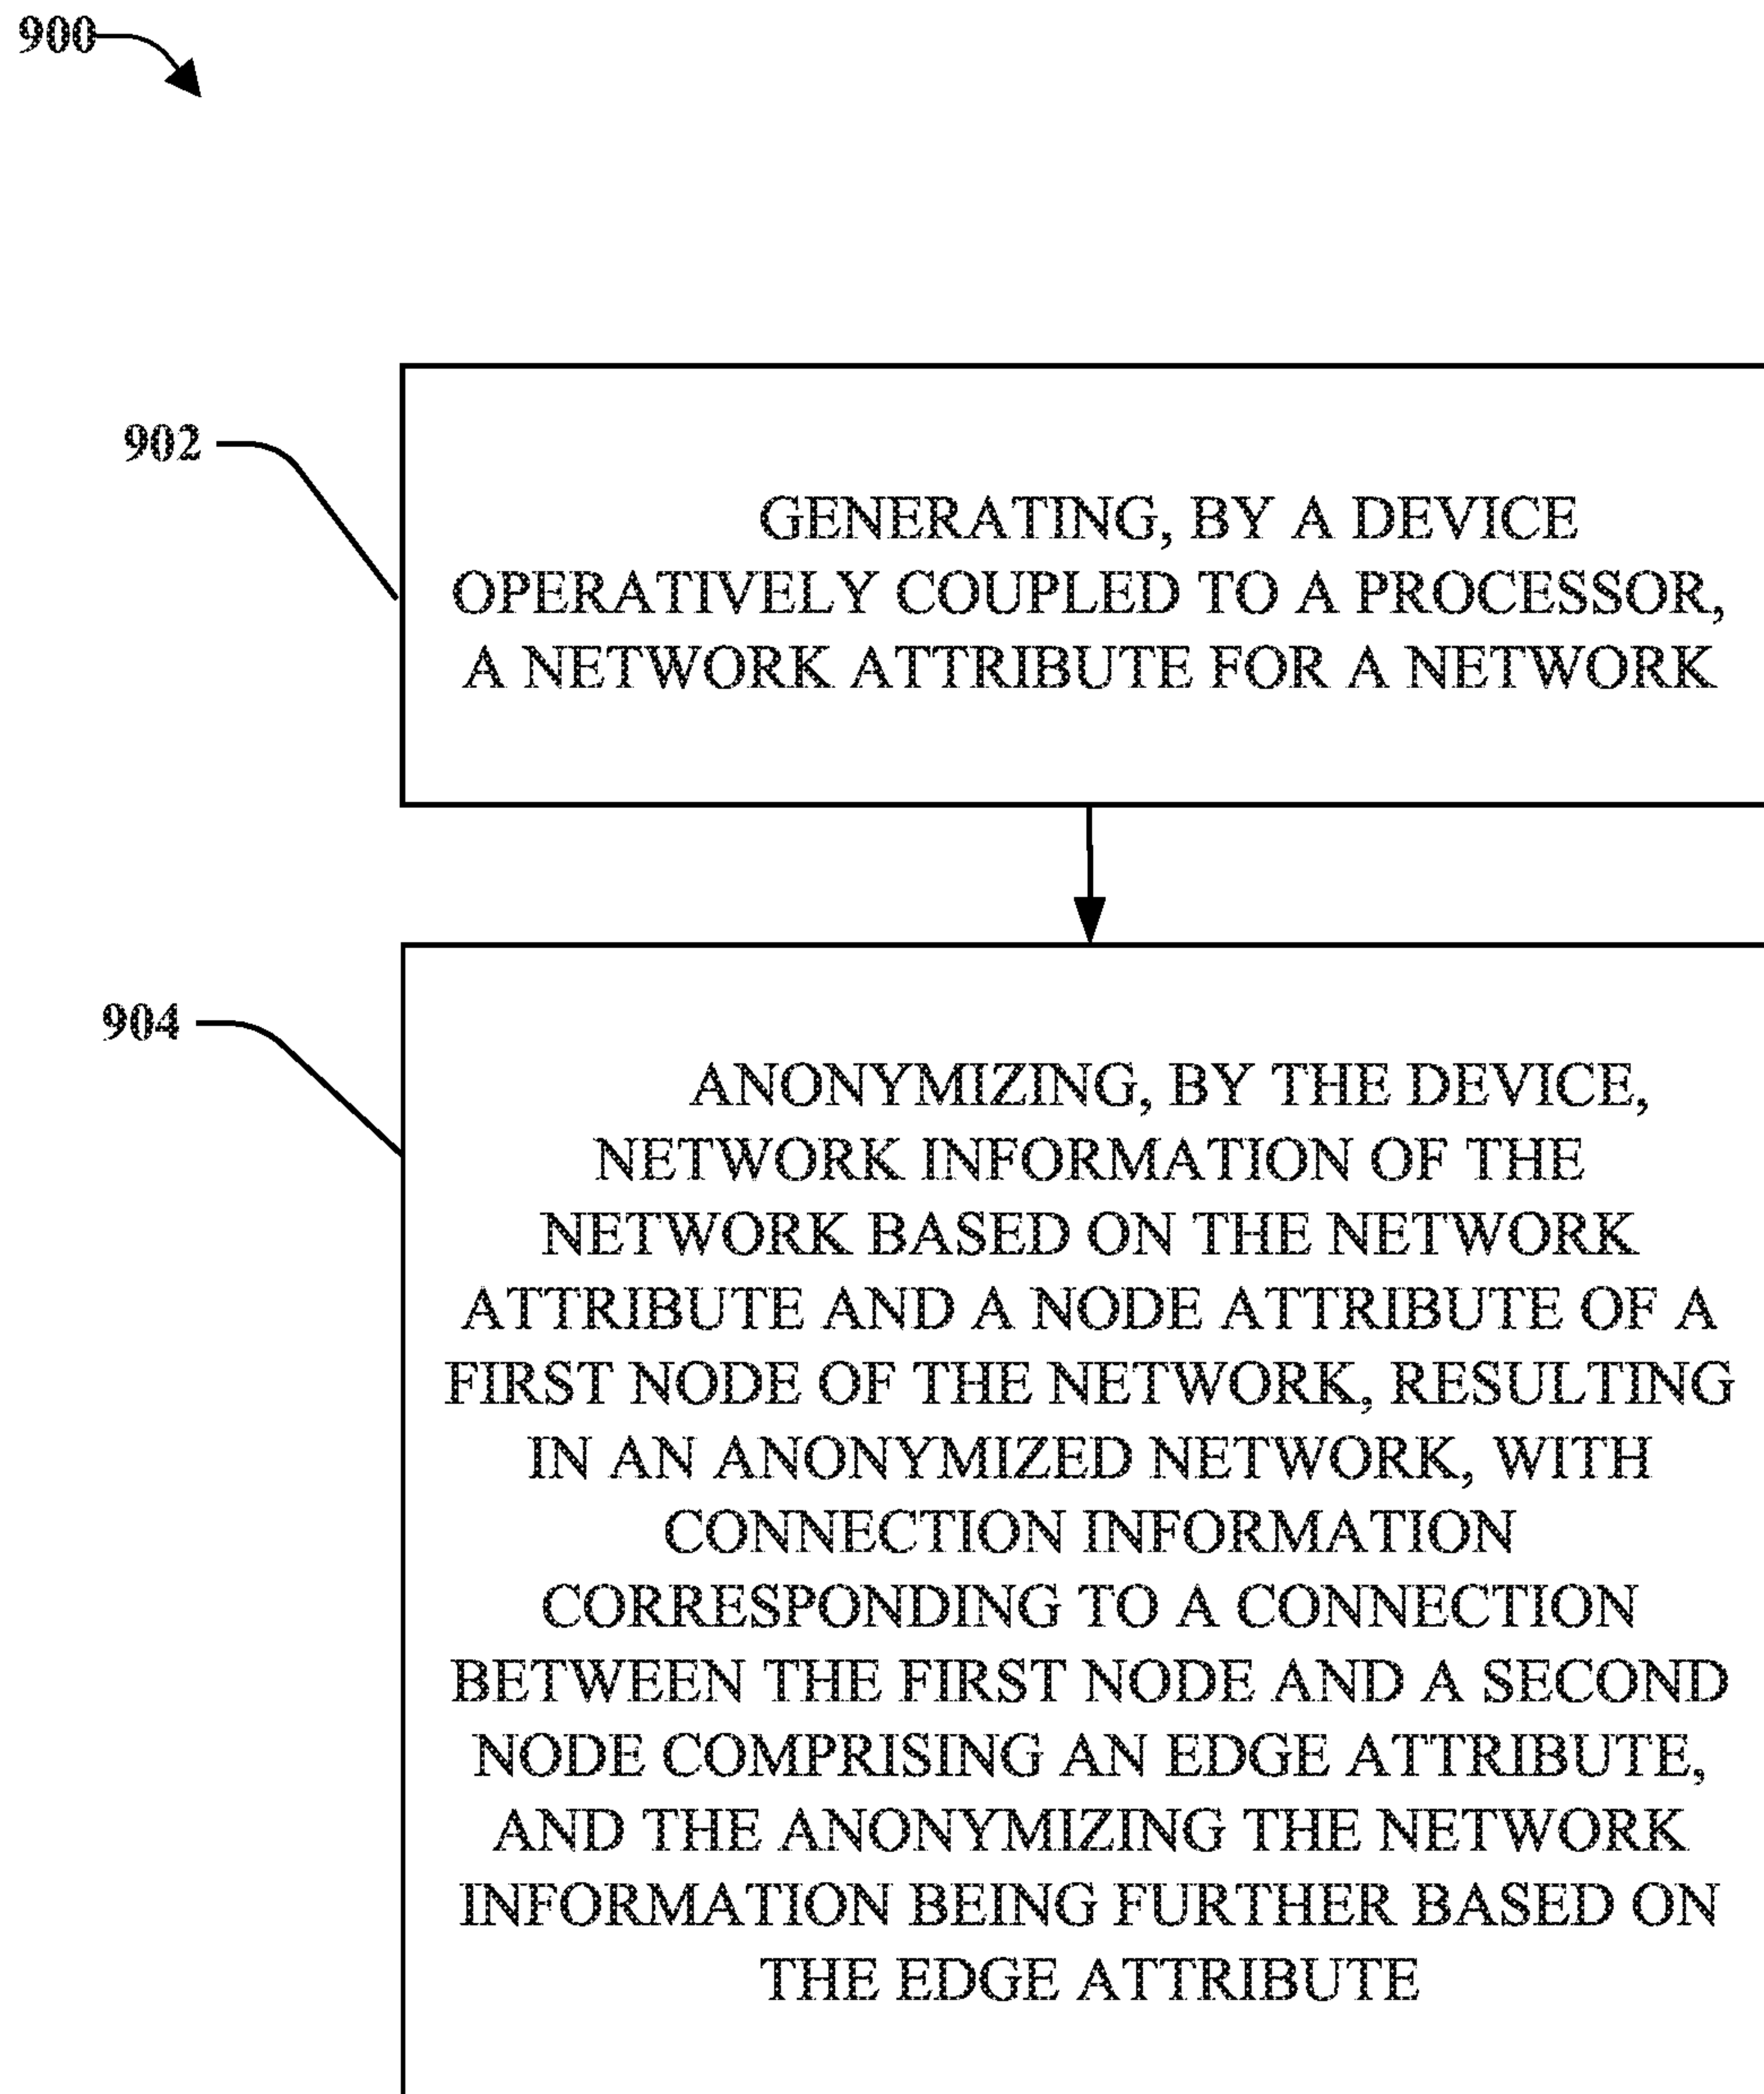 900
902
GENERATING, BY A DEVICE
OPERATIVELY COUPLED TO A PROCESSOR,
A NETWORK ATTRIBUTE FOR A NETWORK
904
ANONYMIZING, BY THE DEVICE,
NETWORK INFORMATION OF THE
NETWORK BASED ON THE NETWORK
ATTRIBUTE AND A NODE ATTRIBUTE OF A
FIRST NODE OF THE NETWORK, RESULTING
IN AN ANONYMIZED NETWORK, WITH
CONNECTION INFORMATION
CORRESPONDING TO A CONNECTION
BETWEEN THE FIRST NODE AND A SECOND
NODE COMPRISING AN EDGE ATTRIBUTE,
AND THE ANONYMIZING THE NETWORK
INFORMATION BEING FURTHER BASED ON
THE EDGE ATTRIBUTE